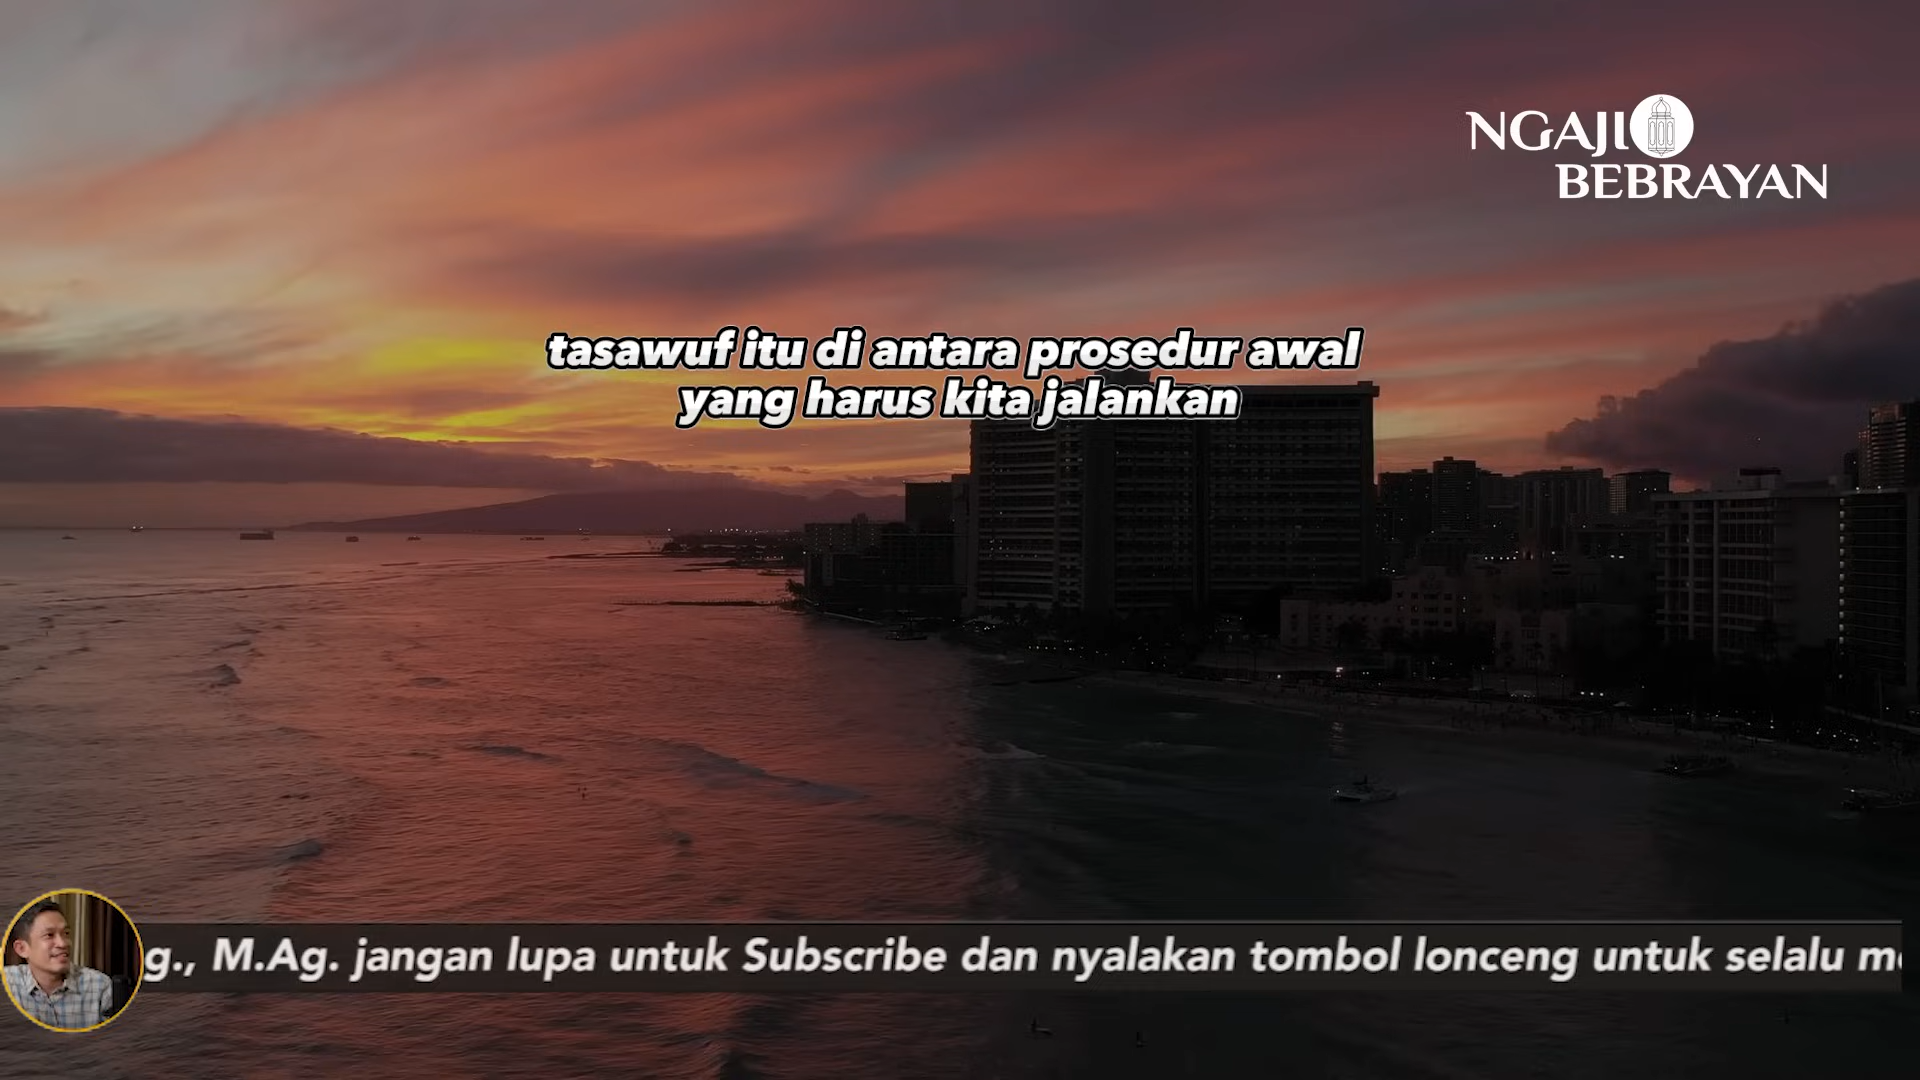 NGAJI
BEBRAYAN
tasawuf itu di antara prosedur awal
yang harus kita jalankan
g., M.Ag. jangan lupa untuk Subscribe dan nyalakan tombol lonceng untuk selalu